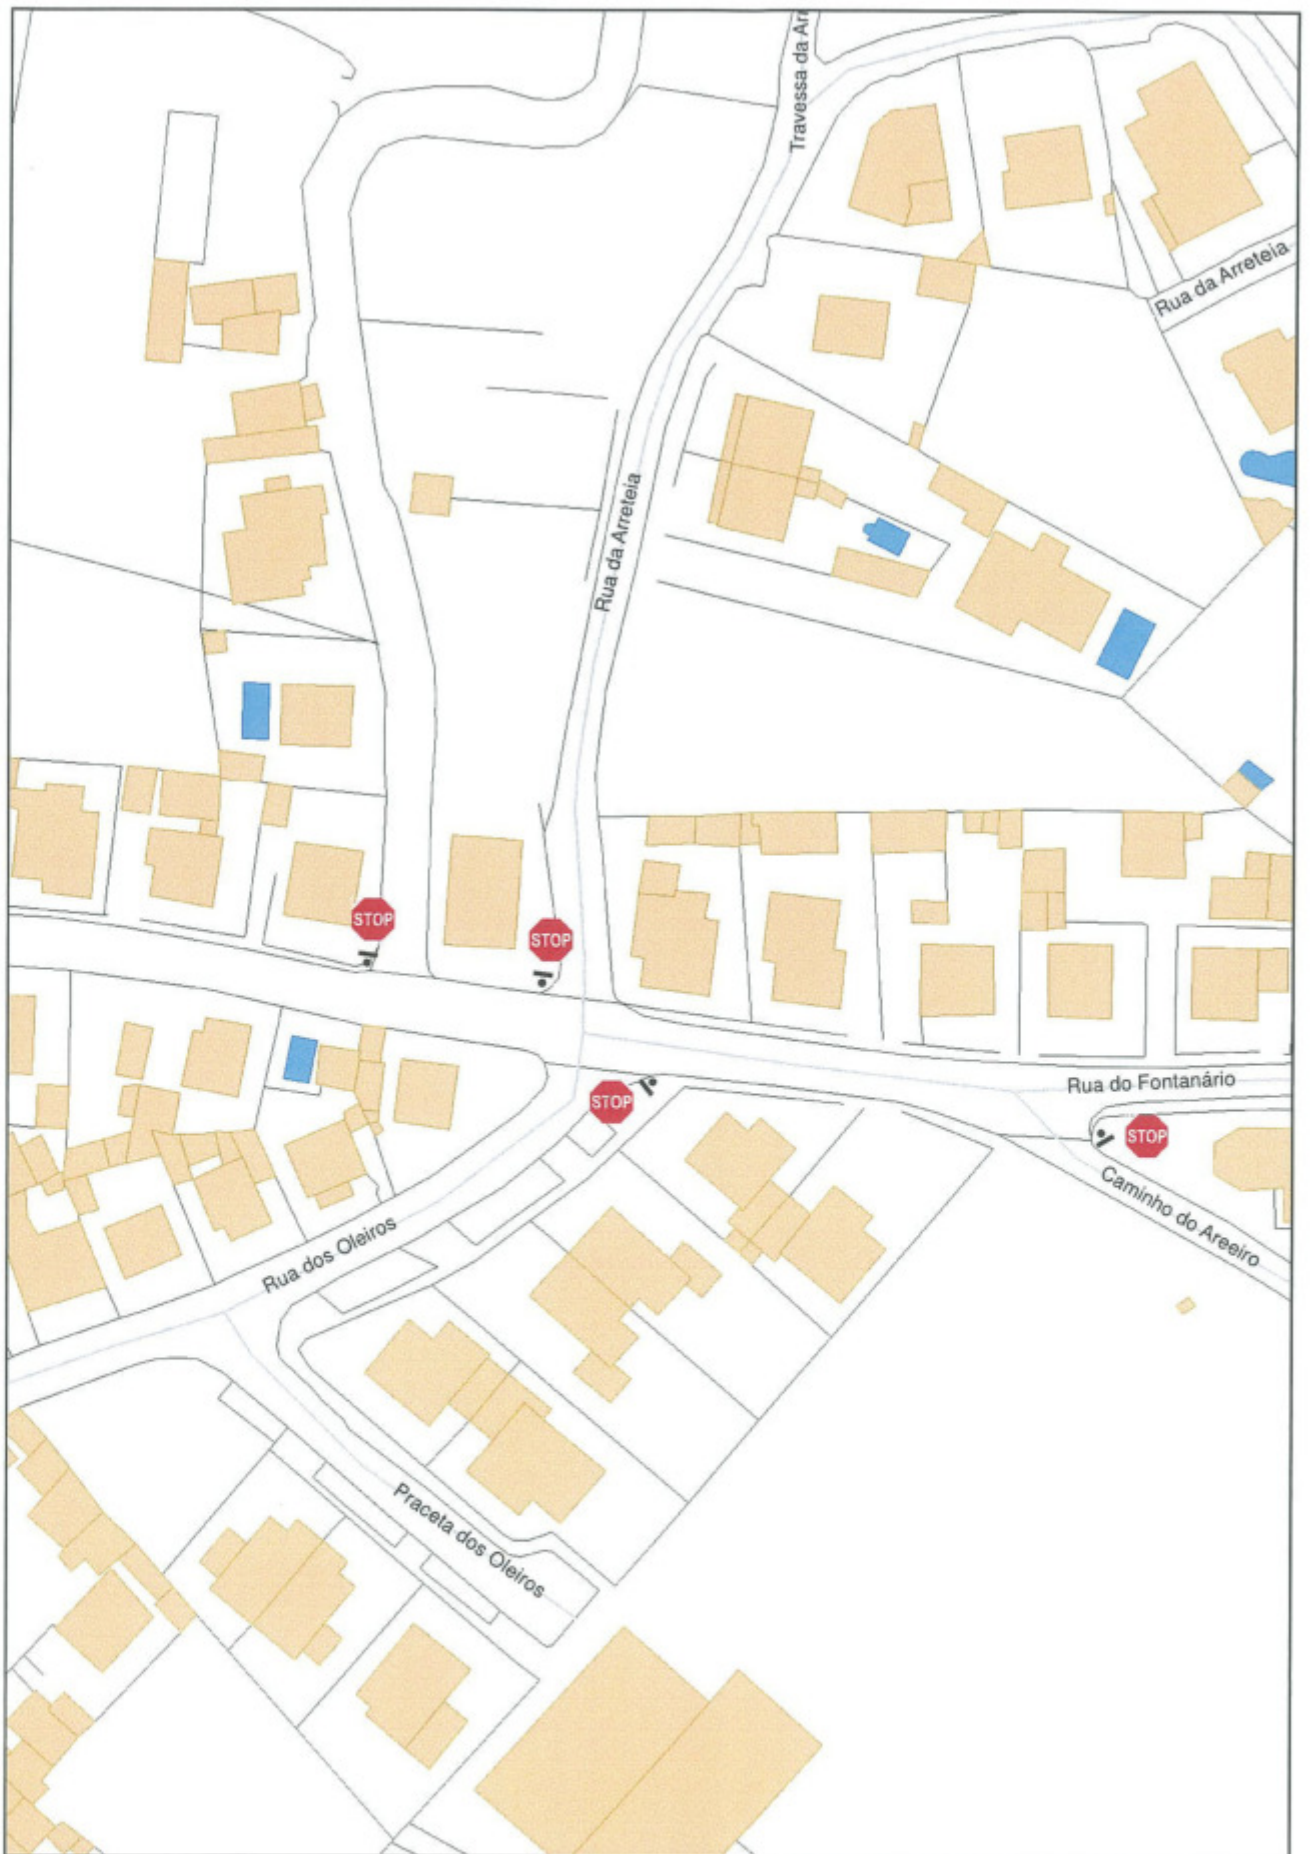 Travessa da Ar
Rua da Arreteia
Rua da Arreteia
STOP
STOP
Rua do Fontanário
STOP
STOP
Caminho do Areeiro
Rua dos Oleiros
Praceta dos Oleiros